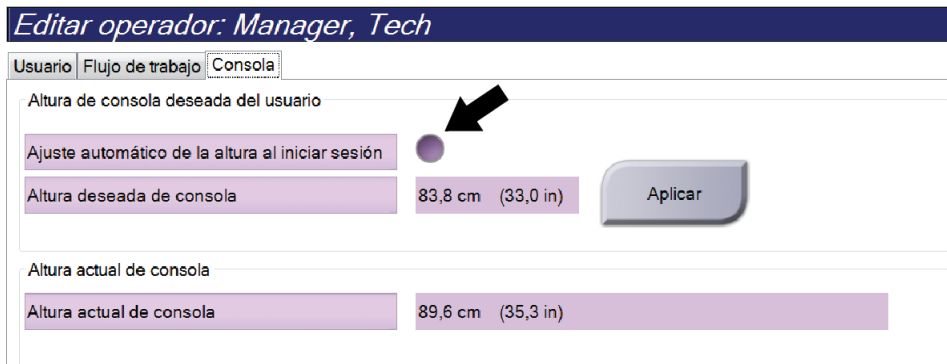 Editar operador: Manager, Tech
Usuario Flujo de trabajo Consola
Altura de consola deseada del usuario
Ajuste automático de la altura al iniciar sesión
Altura deseada de consola 83,8 cm (33,0 in) Aplicar
Altura actual de consola
Altura actual de consola 89,6 cm (35,3 in)